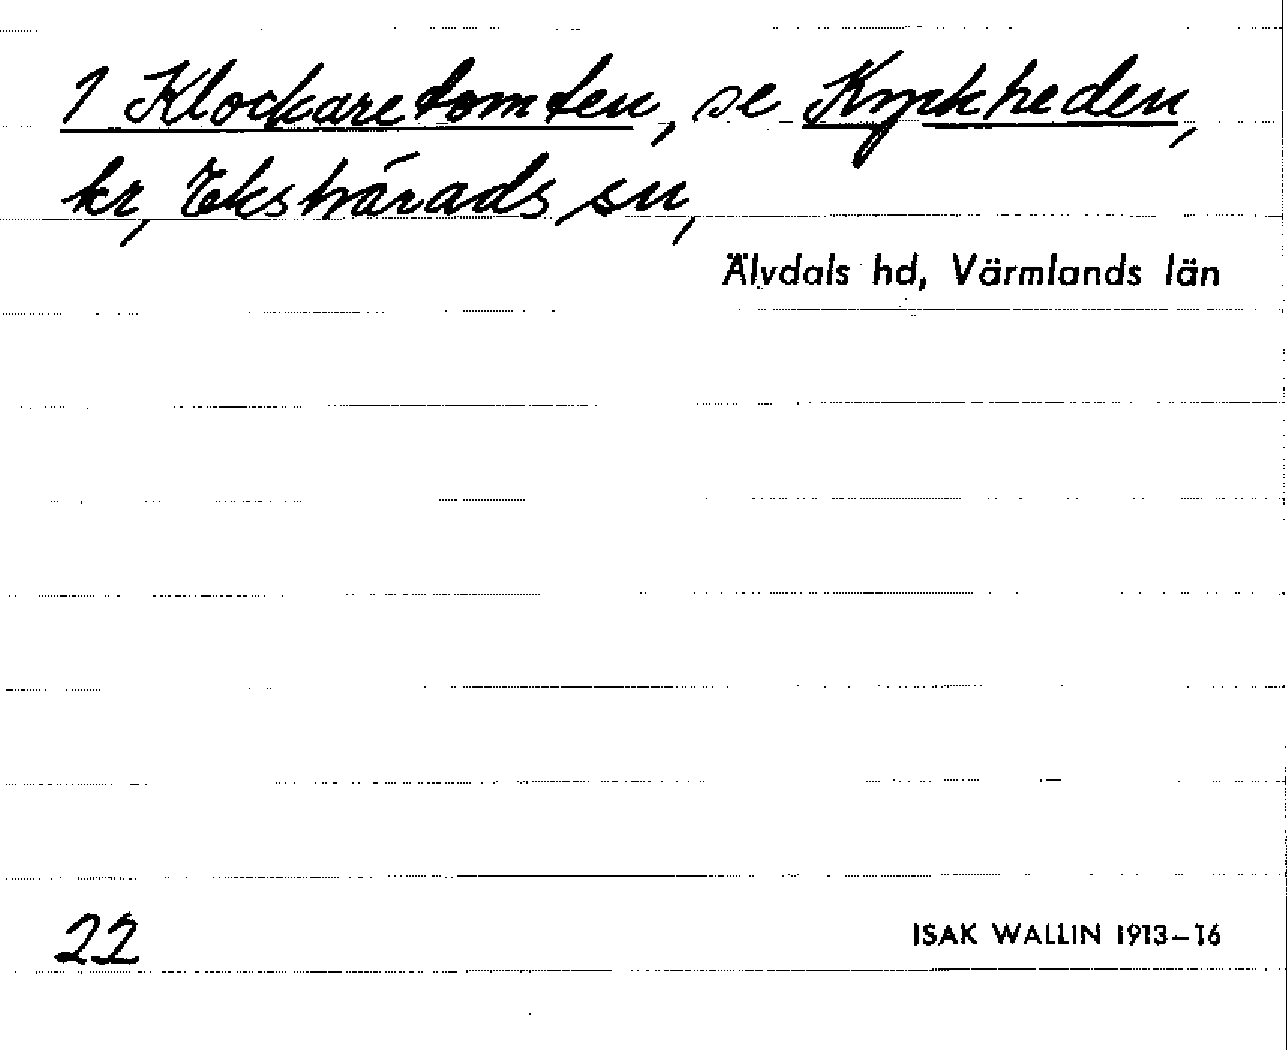 1 Klockaretomten, se Kyrkheden,
kr, Ekshärads sn,
Älvdals hd, Värmlands län
22
ISAK WALLIN 1913–16